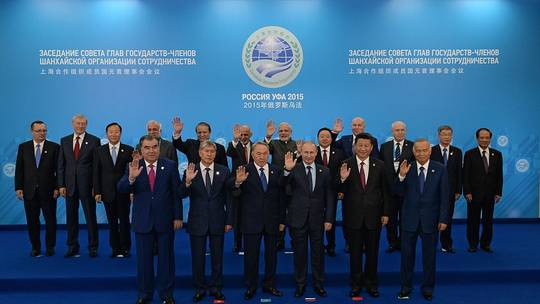 ЗАСЕДАНИЕ СОВЕТА ГЛАВ ГОСУДАРСТВ-ЧЛЕНОВ
ШАНХАЙСКОЙ ОРГАНИЗАЦИИ СОТРУДНИЧЕСТВА
上海合作组织成员国元首理事会会议
РОССИЯ УФА 2015
2015年俄罗斯乌法
ЗАСЕДАНИЕ СОВЕТА ГЛАВ ГОСУДАРСТВ-ЧЛЕНОВ
ШАНХАЙСКОЙ ОРГАНИЗАЦИИ СОТРУДНИЧЕСТВА
上海合作组织成员国元首理事会会议